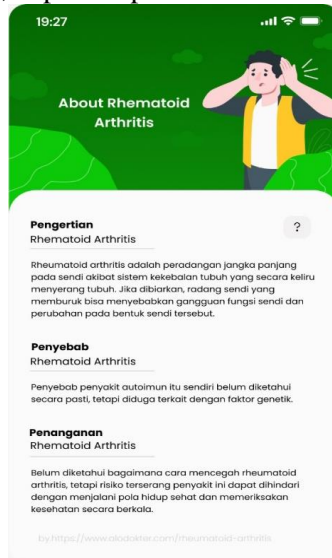 19:27
About Rhematoid
Arthritis
Pengertian
Rhematoid Arthritis
?
Rheumatoid arthritis adalah peradangan jangka panjang
pada sendi akibat sistem kekebalan tubuh yang secara keliru
menyerang tubuh. Jika dibiarkan, radang sendi yang
memburuk bisa menyebabkan gangguan fungsi sendi dan
perubahan pada bentuk sendi tersebut.
Penyebab
Rhematoid Arthritis
Penyebab penyakit autoimun itu sendiri belum diketahui
secara pasti, tetapi diduga terkait dengan faktor genetik.
Penanganan
Rhematoid Arthritis
Belum diketahui bagaimana cara mencegah rheumatoid
arthritis, tetapi risiko terserang penyakit ini dapat dihindari
dengan menjalani pola hidup sehat dan memeriksakan
kesehatan secara berkala.
by:https://www.alodokter.com/rheumatoid-arthritis